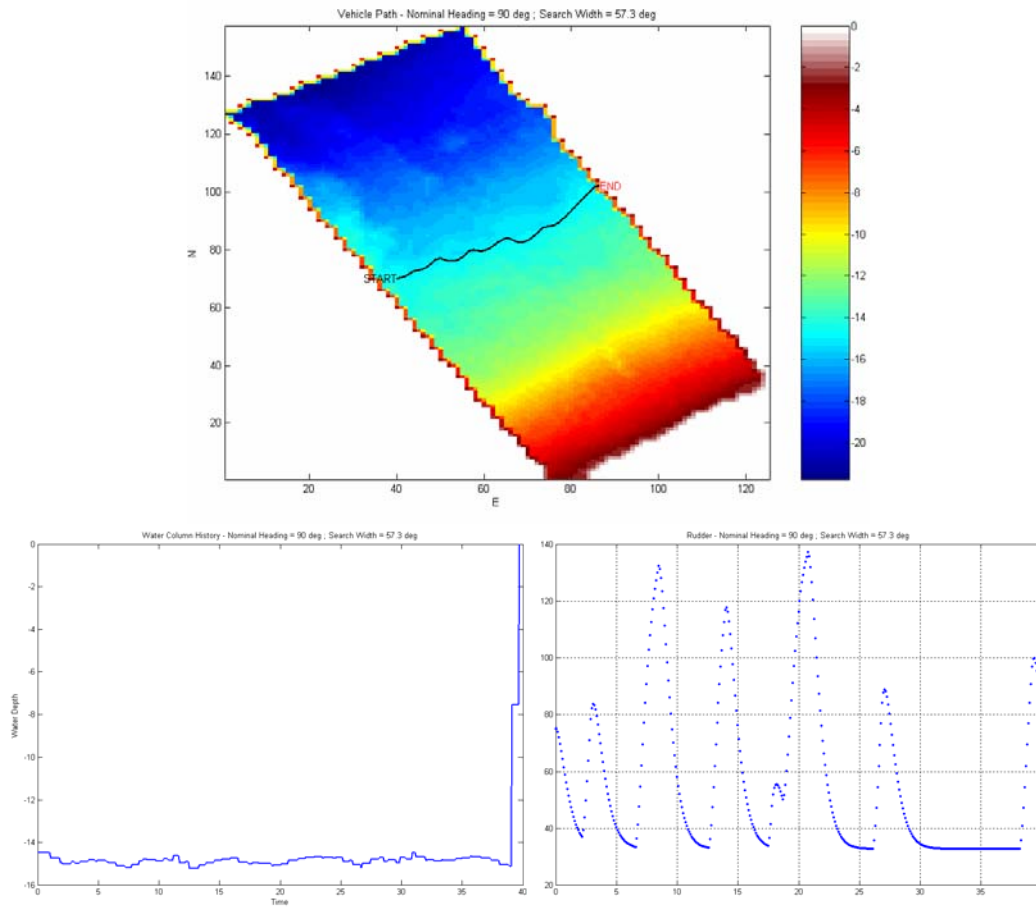 Vehicle Path - Nominal Heading = 90 deg ; Search Width = 57.3 deg
140
120
100
80
60
40
20
N
START
END
20 40 60 80 100 120
E
0
-2
-4
-6
-8
-10
-12
-14
-16
-18
-20
Water Column History - Nominal Heading = 90 deg ; Search Width = 57.3 deg
0
-2
-4
-6
-8
-10
-12
-14
-16
Water Depth
0 5 10 15 20 25 30 35 40
Time
Rudder - Nominal Heading = 90 deg ; Search Width = 57.3 deg
140
120
100
80
60
40
20
0 5 10 15 20 25 30 35